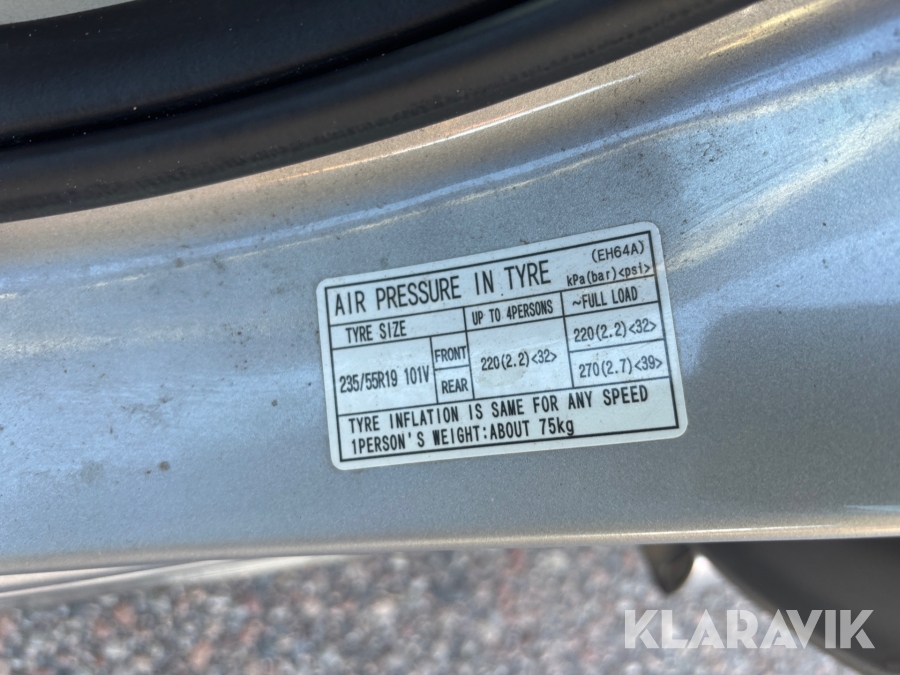 (EH64A)
AIR PRESSURE IN TYRE kPa(bar)<psi>
TYRE SIZE UP TO 4PERSONS ~FULL LOAD
235/55R19 101V FRONT 220(2.2)<32> 220(2.2)<32>
REAR 270(2.7)<39>
TYRE INFLATION IS SAME FOR ANY SPEED
1PERSON'S WEIGHT:ABOUT 75kg
KLARAVIK